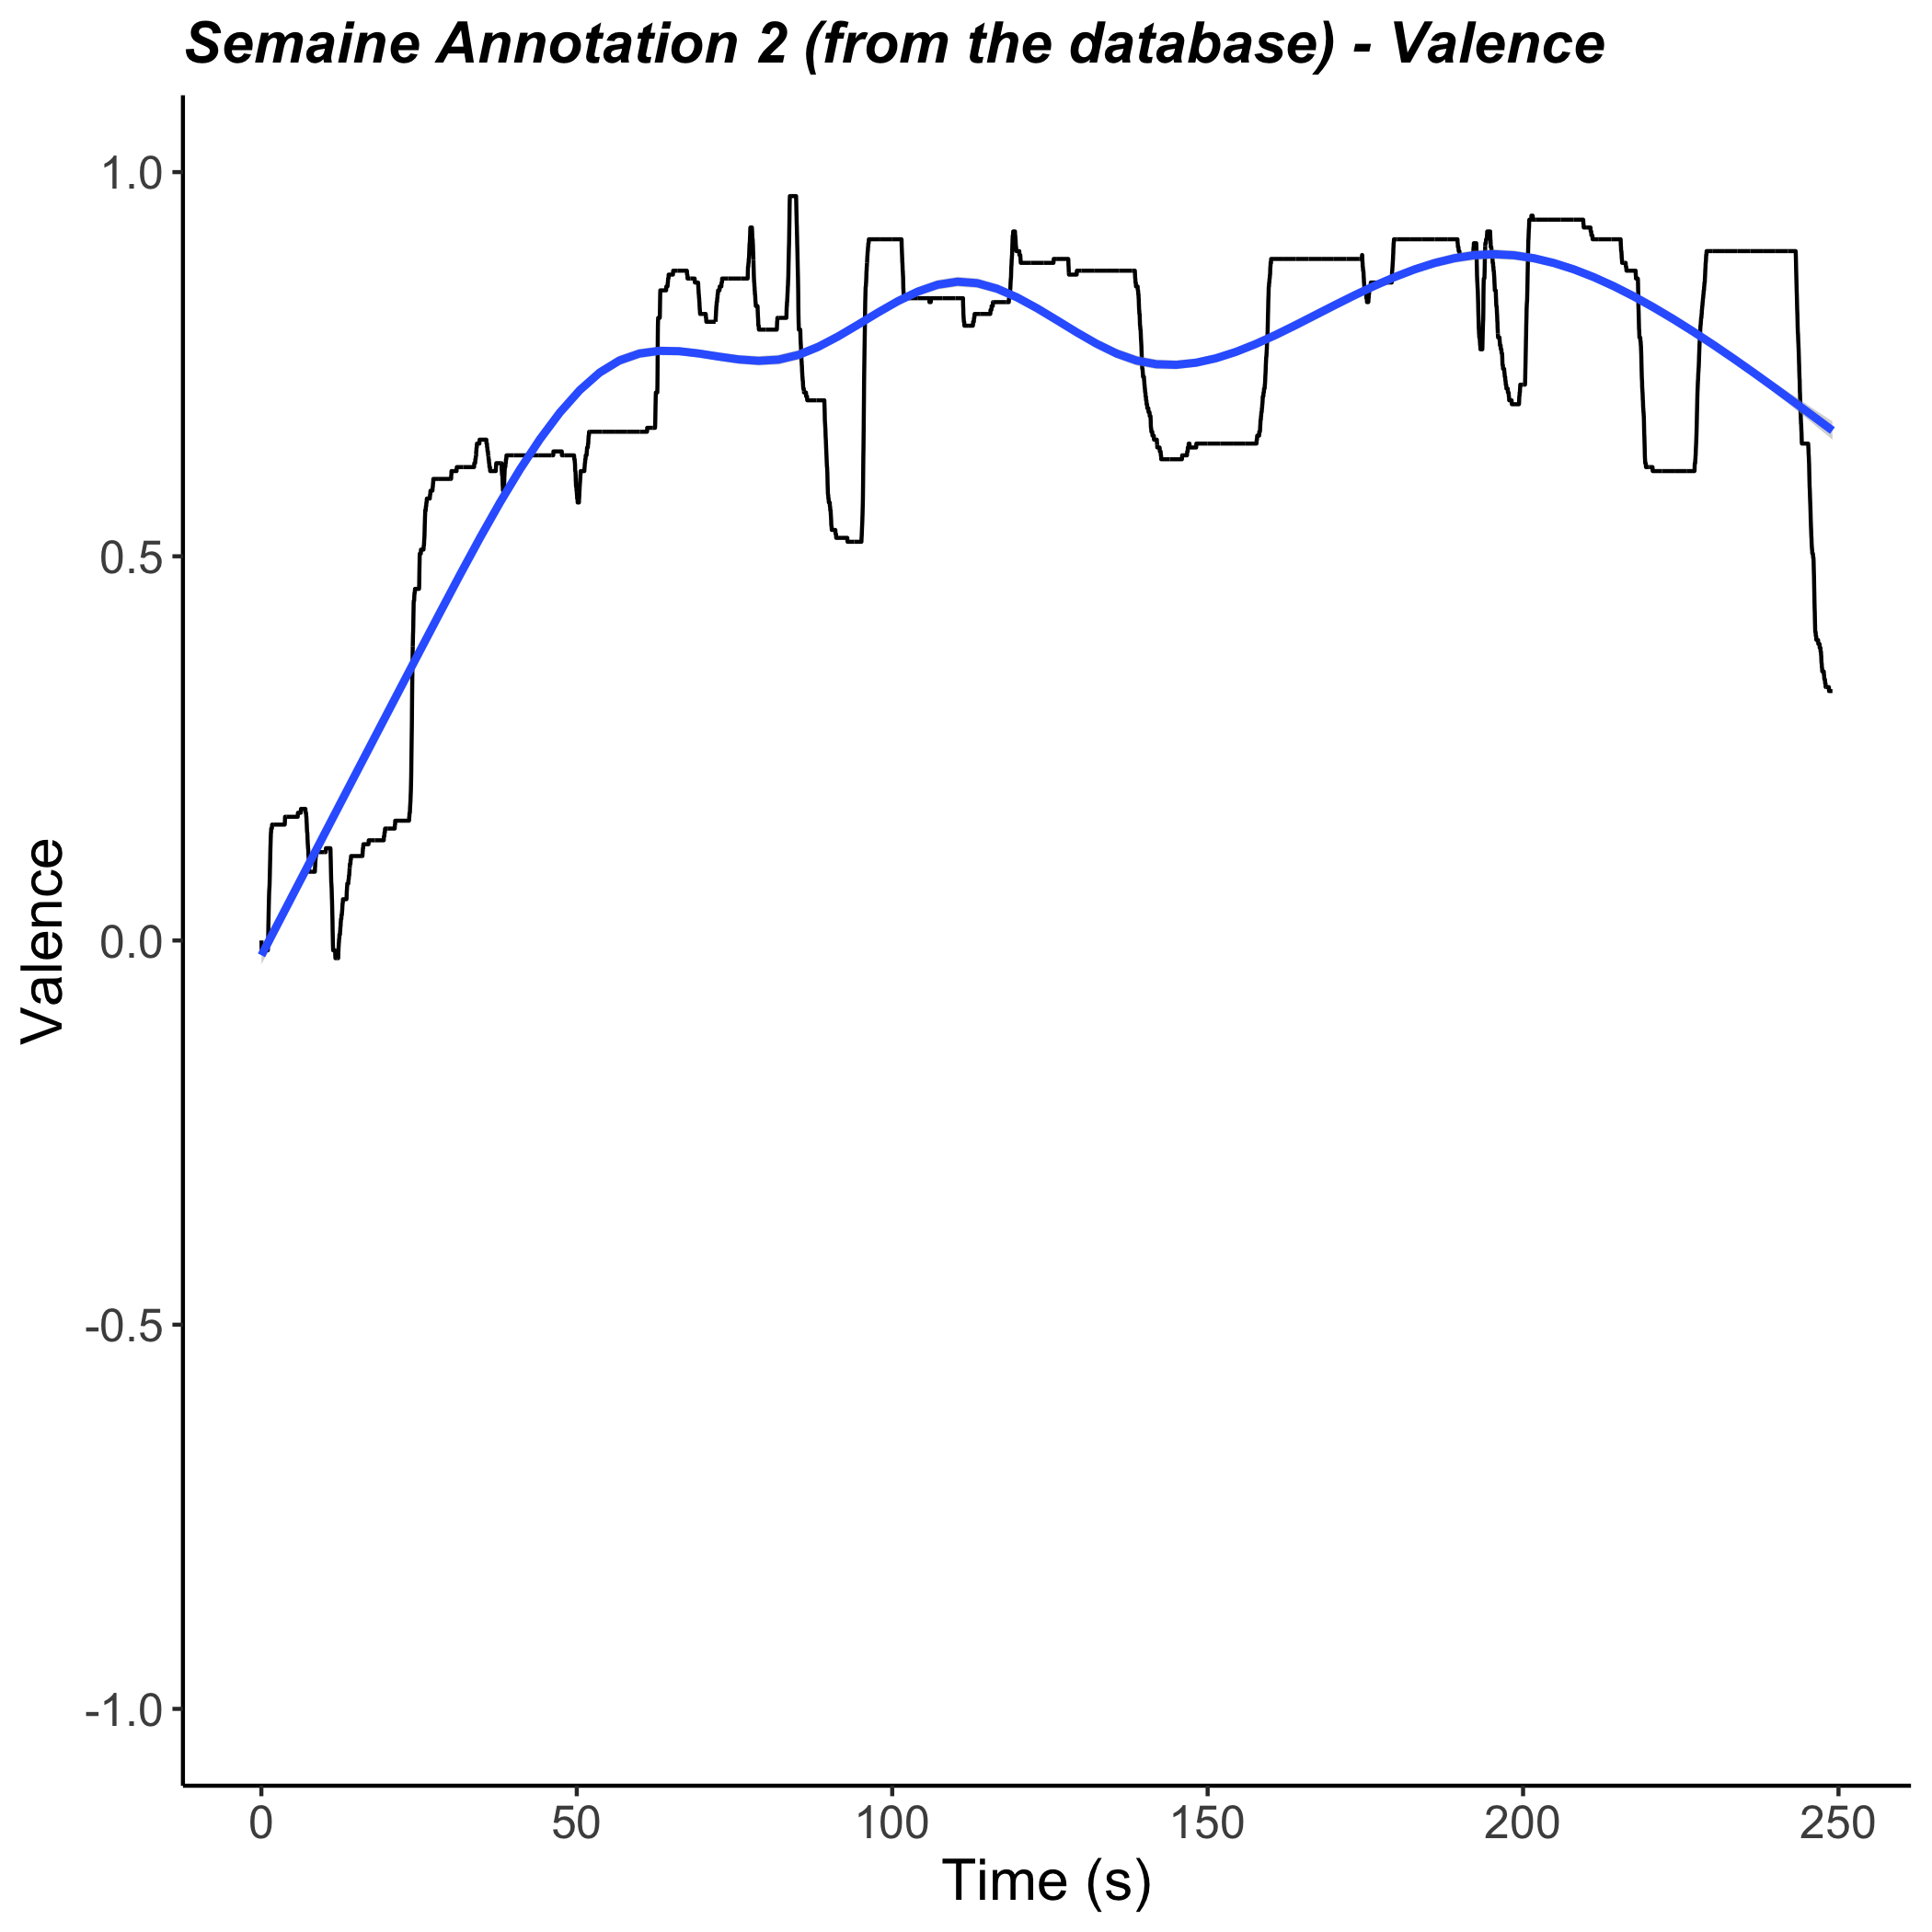 Semaine Annotation 2 (from the database) - Valence
1.0
0.5
0.0
-0.5
-1.0
Valence
0 50 100 150 200 250
Time (s)